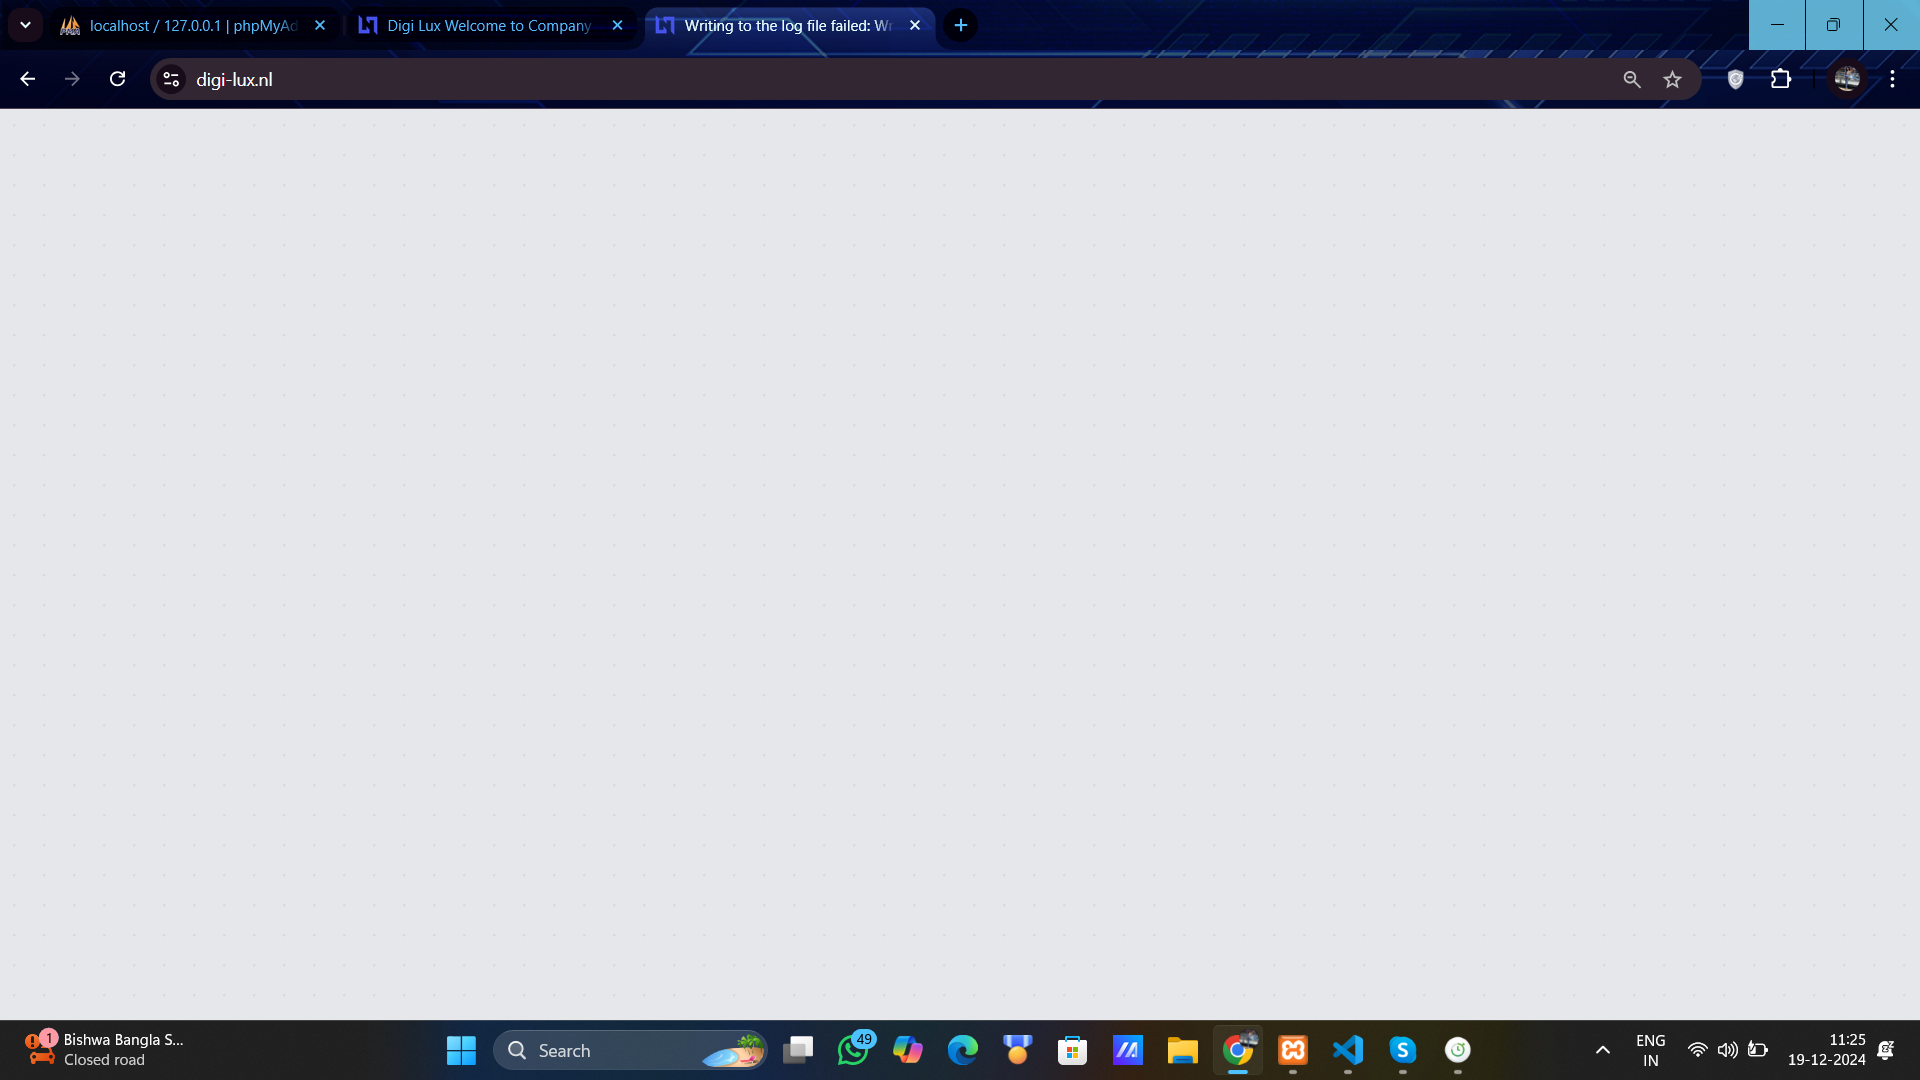 localhost / 127.0.0.1 | phpMyAd
Digi Lux Welcome to Company
Writing to the log file failed: Wr
digi-lux.nl
1
Bishwa Bangla S...
Closed road
Search
49
ENG
IN
11:25
19-12-2024